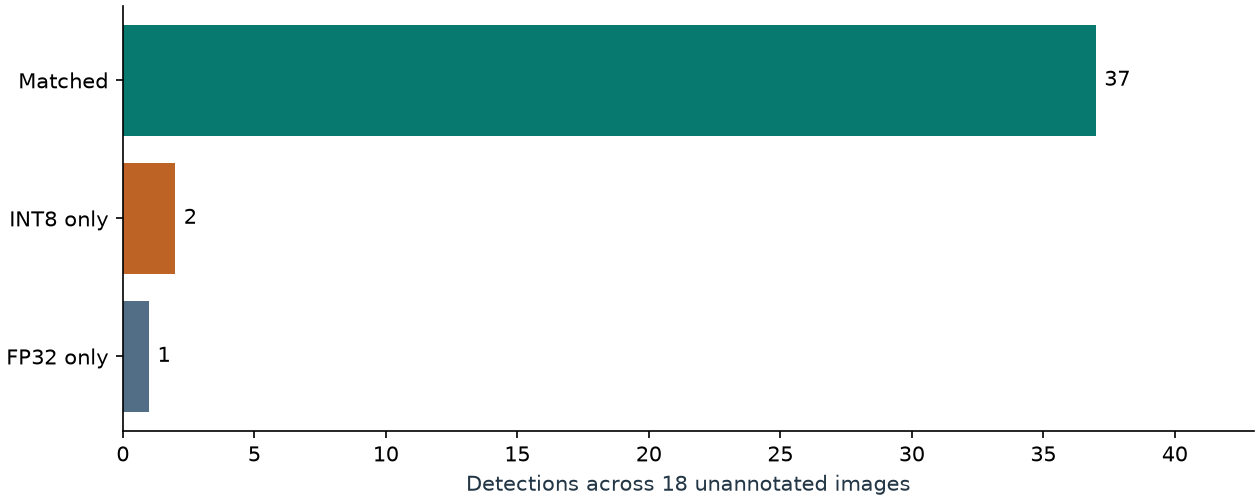 Matched
37
INT8 only
2
FP32 only
1
0 5 10 15 20 25 30 35 40
Detections across 18 unannotated images